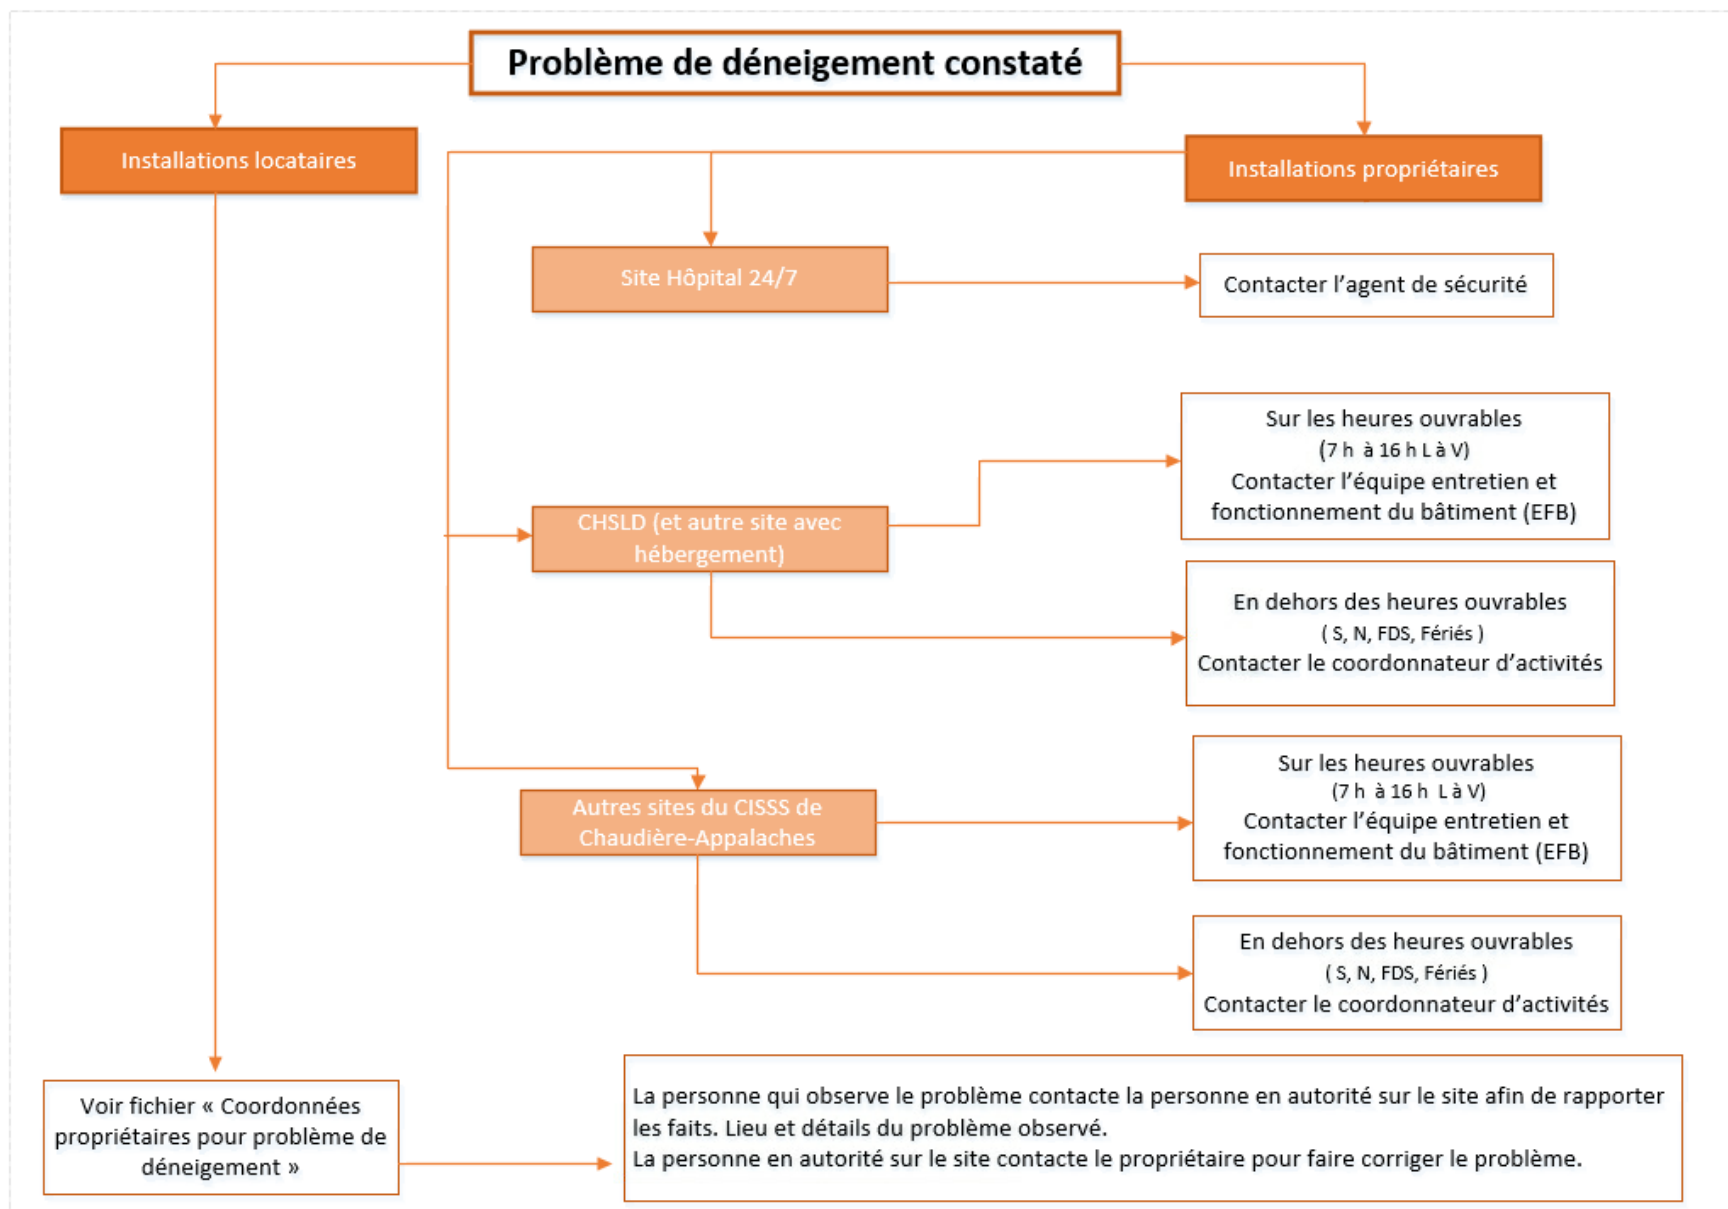 Problème de déneigement constaté
Installations locataires
Installations propriétaires
Site Hôpital 24/7
Contacter l’agent de sécurité
CHSLD (et autre site avec
hébergement)
Sur les heures ouvrables
(7 h à 16 h L à V)
Contacter l’équipe entretien et
fonctionnement du bâtiment (EFB)
En dehors des heures ouvrables
( S, N, FDS, Fériés )
Contacter le coordonnateur d’activités
Autres sites du CISSS de
Chaudière-Appalaches
Sur les heures ouvrables
(7 h à 16 h L à V)
Contacter l’équipe entretien et
fonctionnement du bâtiment (EFB)
En dehors des heures ouvrables
( S, N, FDS, Fériés )
Contacter le coordonnateur d’activités
Voir fichier « Coordonnées
propriétaires pour problème de
déneigement »
La personne qui observe le problème contacte la personne en autorité sur le site afin de rapporter
les faits. Lieu et détails du problème observé.
La personne en autorité sur le site contacte le propriétaire pour faire corriger le problème.